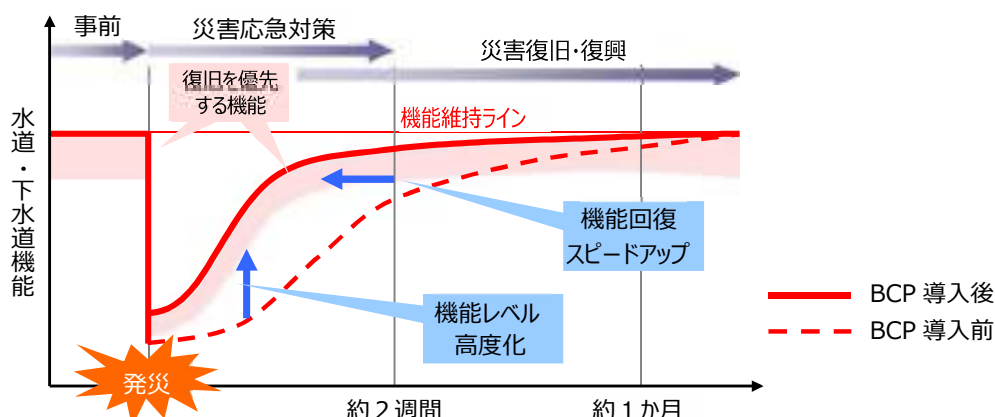 事前
災害応急対策
災害復旧・復興
復旧を優先
する機能
機能維持ライン
水道・下水道機能
機能回復
スピードアップ
機能レベル
高度化
BCP 導入後
BCP 導入前
発災
約２週間
約１か月